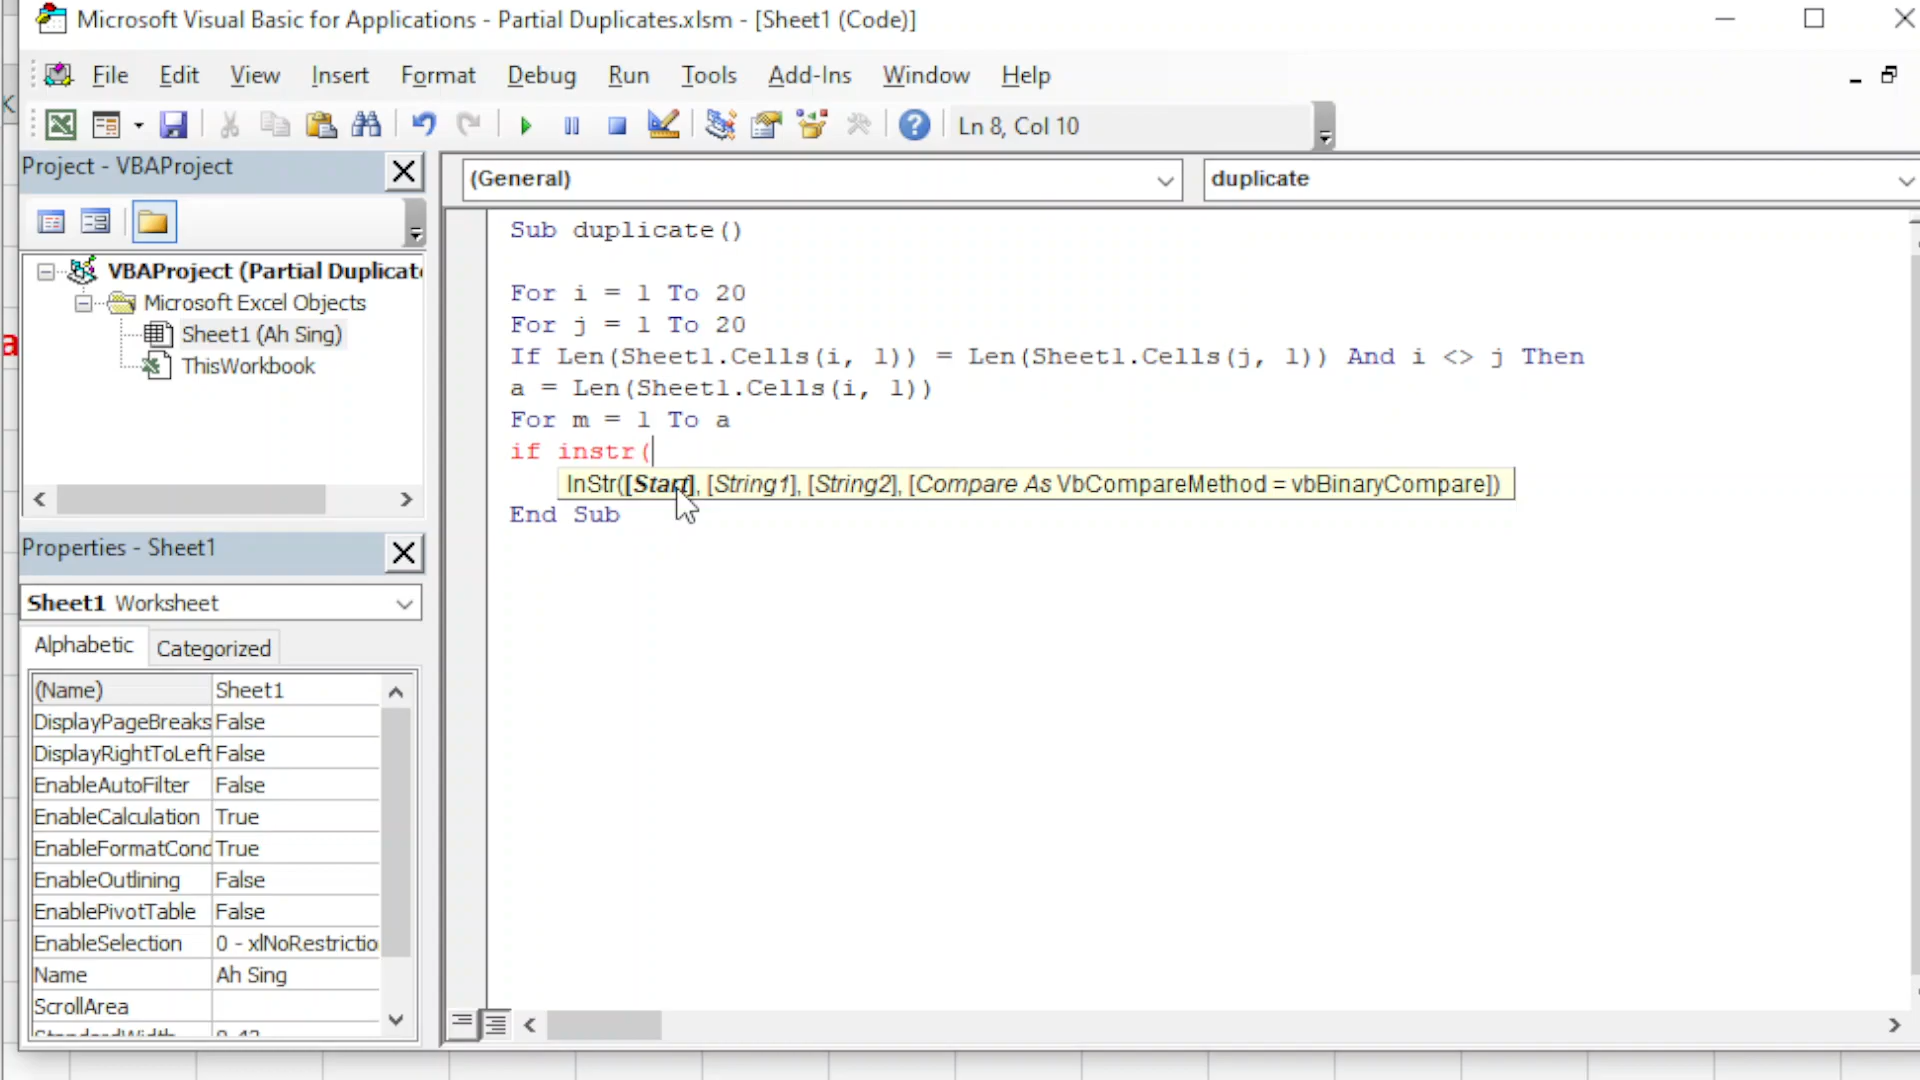 Microsoft Visual Basic for Applications - Partial Duplicates.xlsm - [Sheet1 (Code)]
File Edit View Insert Format Debug Run Tools Add-Ins Window Help
Ln 8, Col 10
Project - VBAProject
(General)
duplicate
VBAProject (Partial Duplicat
Microsoft Excel Objects
Sheet1 (Ah Sing)
ThisWorkbook
Sub duplicate()
For i = 1 To 20
For j = 1 To 20
If Len(Sheet1.Cells(i, 1)) = Len(Sheet1.Cells(j, 1)) And i <> j Then
a = Len(Sheet1.Cells(i, 1))
For m = 1 To a
if instr(
InStr([Start], [String1], [String2], [Compare As VbCompareMethod = vbBinaryCompare])
End Sub
Properties - Sheet1
Sheet1 Worksheet
Alphabetic Categorized
(Name) Sheet1
DisplayPageBreaks False
DisplayRightToLeft False
EnableAutoFilter False
EnableCalculation True
EnableFormatCond True
EnableOutlining False
EnablePivotTable False
EnableSelection 0 - xlNoRestrictio
Name Ah Sing
ScrollArea